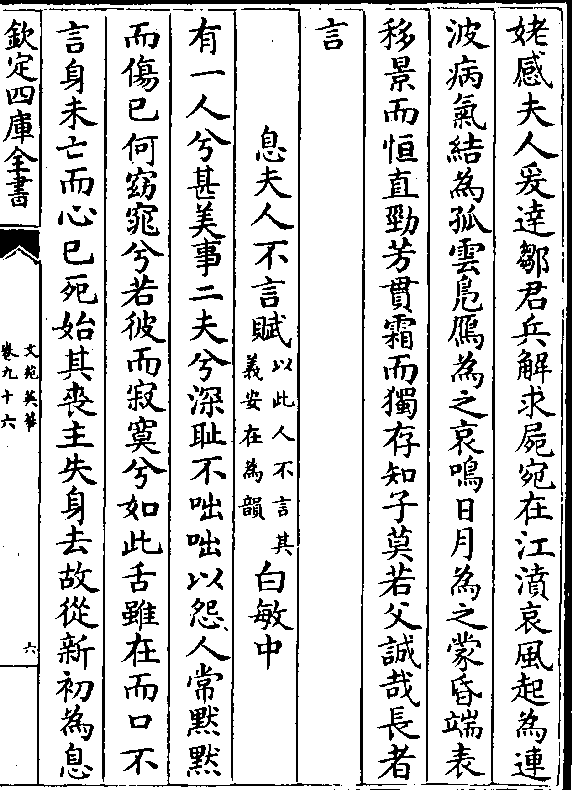 姥感夫人爰達鄒君兵解求屍宛在江濆哀風起為連
波病氣結為孤雲鳧鴈為之哀鳴日月為之蒙昏端表
移景而恒直勁芳貫霜而獨存知子莫若父誠哉長者
言
息夫人不言賦以此人不言其義安在為韻 白敏中
有一人兮甚美事二夫兮深耻不咄咄以怨人常默默
而傷已何窈窕兮若彼而寂寞兮如此舌雖在而口不
言身未亡而心已死始其喪主失身去故從新初為息
欽定四庫全書
文苑英華
卷九十六
六